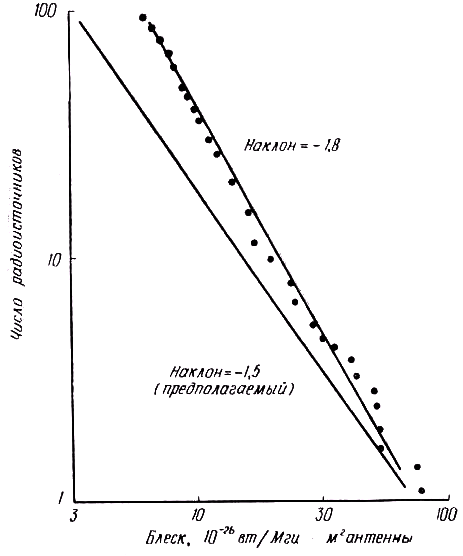 100
Наклон = -1,8
Число радиоисточников
10
Наклон = -1,5
(предполагаемый)
1
3 10 30 100
Блеск, 10⁻²⁶ вт/Мгц – м² антенны